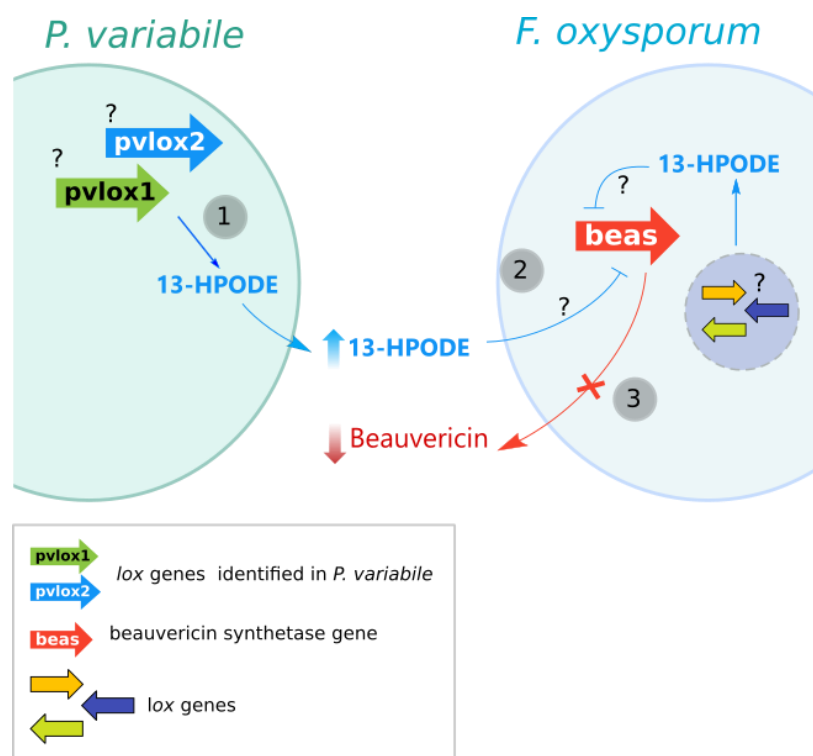 P. variabile
F. oxysporum
?
pvlox2
?
pvlox1
1
13-HPODE
13-HPODE
?
beas
2
?
?
13-HPODE
3
Beauvericin
pvlox1
pvlox2
lox genes identified in P. variabile
beas
beauvericin synthetase gene
lox genes